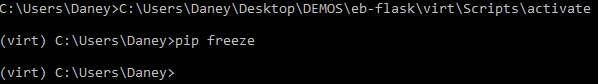 C:\Users\Daney>C:\Users\Daney\Desktop\DEMOS\eb-flask\virt\Scripts\activate
(virt) C:\Users\Daney>pip freeze
(virt) C:\Users\Daney>